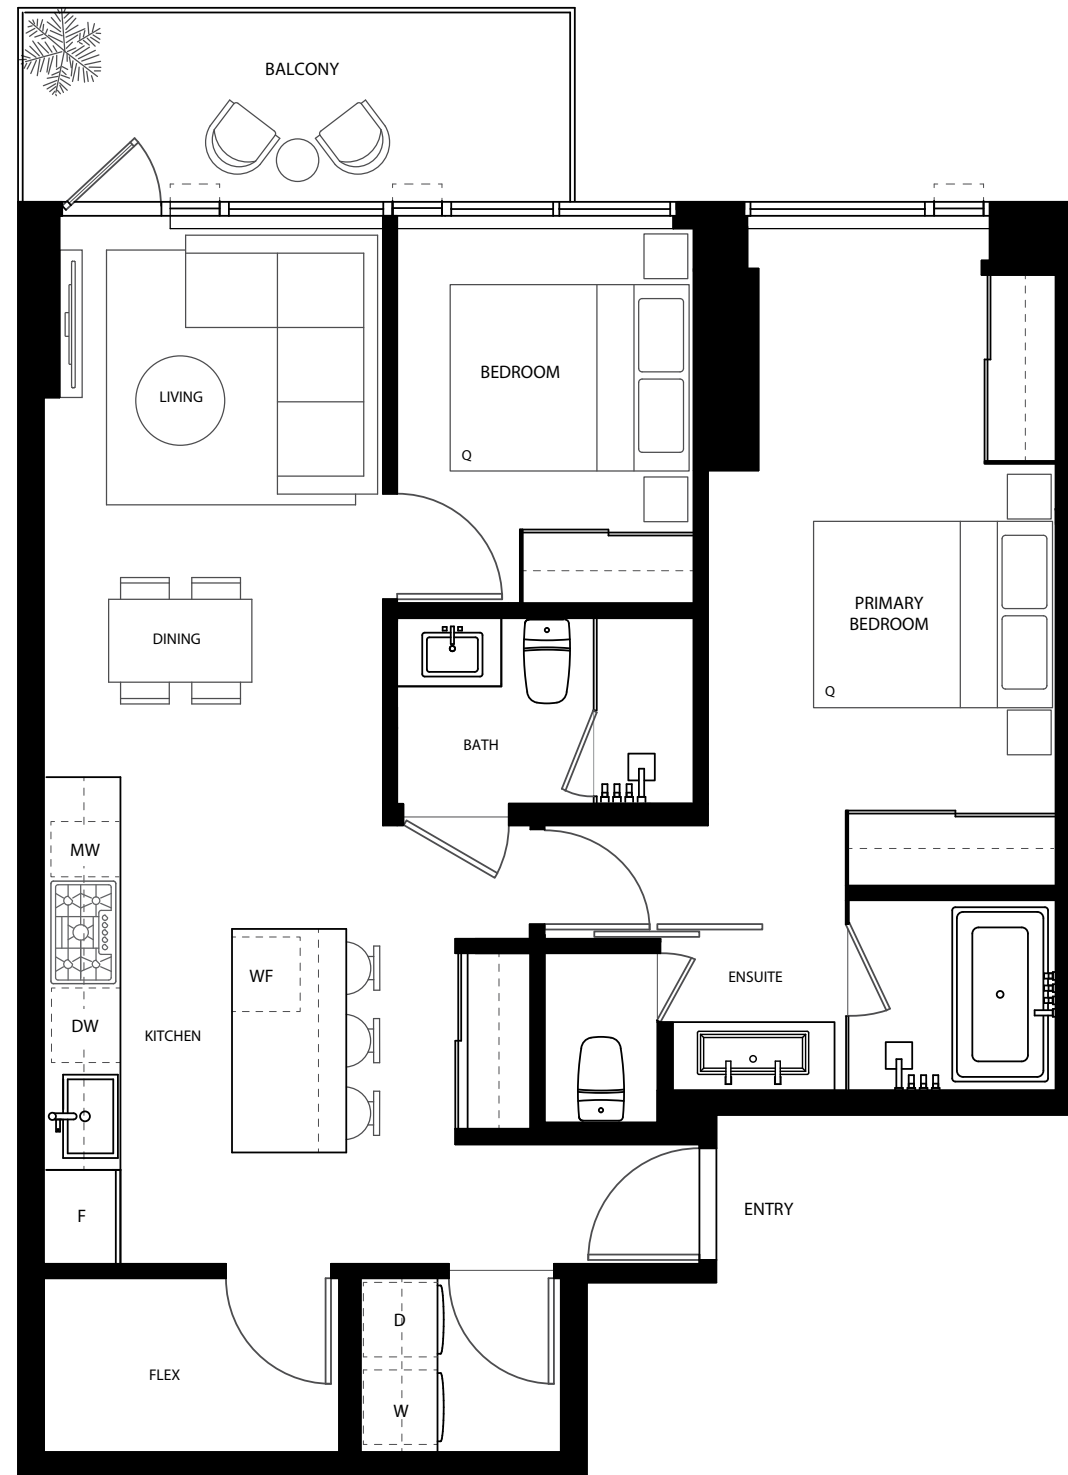 BALCONY
BEDROOM
LIVING
Q
PRIMARY
BEDROOM
DINING
Q
BATH
MW
WF
ENSUITE
DW
KITCHEN
F
ENTRY
D
FLEX
W